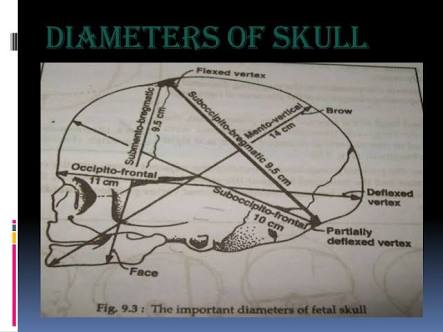 DIAMETERS OF SKULL
Flexed vertex
Submento-bregmatic
9.5 cm
Suboccipito-bregmatic 9.5 cm
Mento-vertical
14 cm
Brow
Occipito-frontal
11 cm
Suboccipito-frontal
10 cm
Deflexed
vertex
Partially
deflexed vertex
Face
Fig. 9.3 : The important diameters of fetal skull